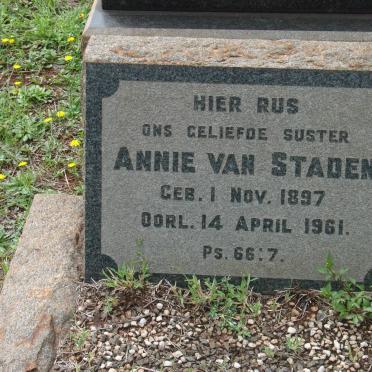 HIER RUS
ONS GELIEFDE SUSTER
ANNIE VAN STADEN
GEB. 1 NOV. 1897
OORL. 14 APRIL 1961.
PS. 66:7.